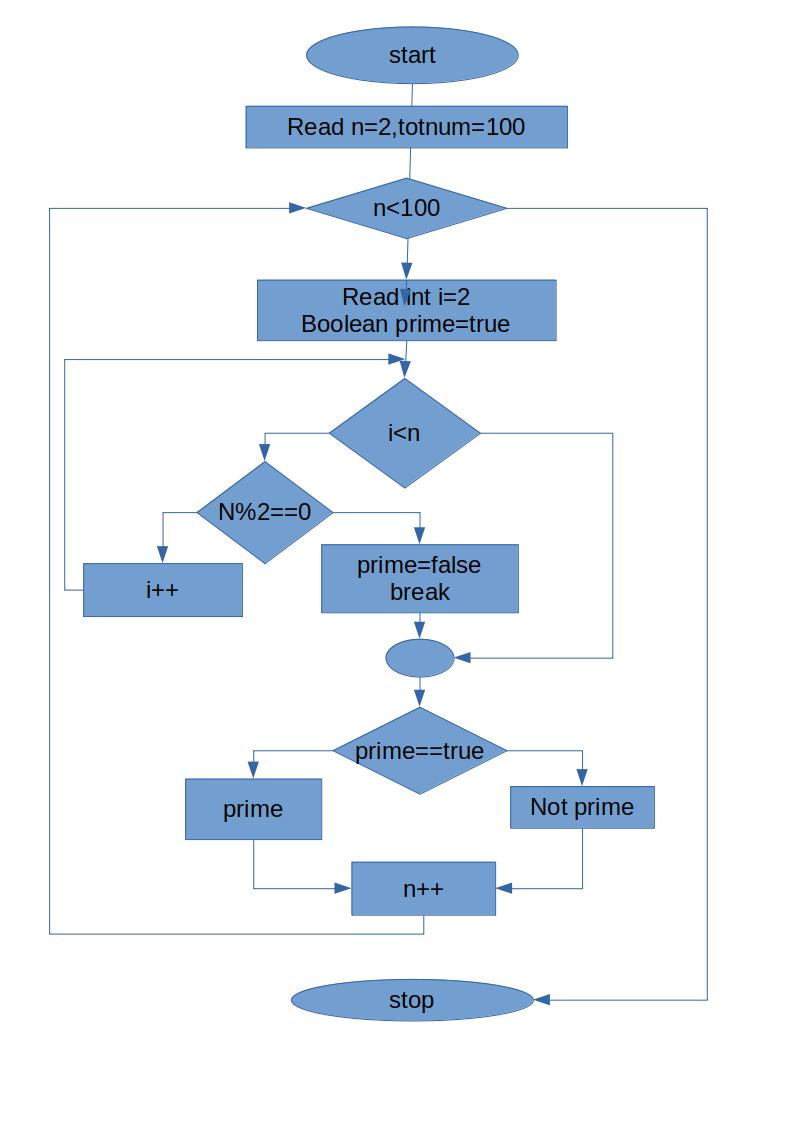 start
Read n=2,totnum=100
n<100
Read int i=2
Boolean prime=true
i<n
N%2==0
i++
prime=false
break
prime==true
prime
Not prime
n++
stop